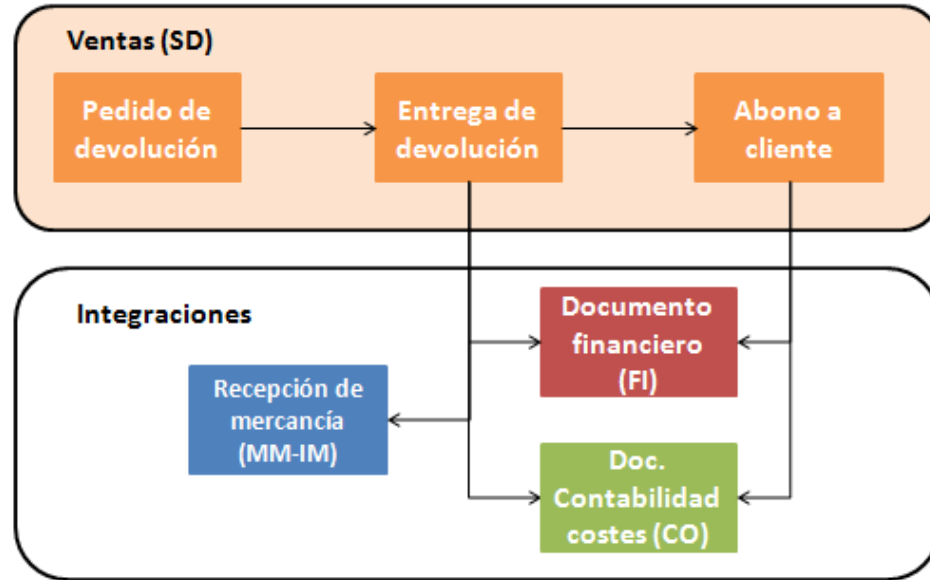 Ventas (SD)
Pedido de
devolución
Entrega de
devolución
Abono a
cliente
Integraciones
Documento
financiero
(FI)
Recepción de
mercancía
(MM-IM)
Doc.
Contabilidad
costes (CO)